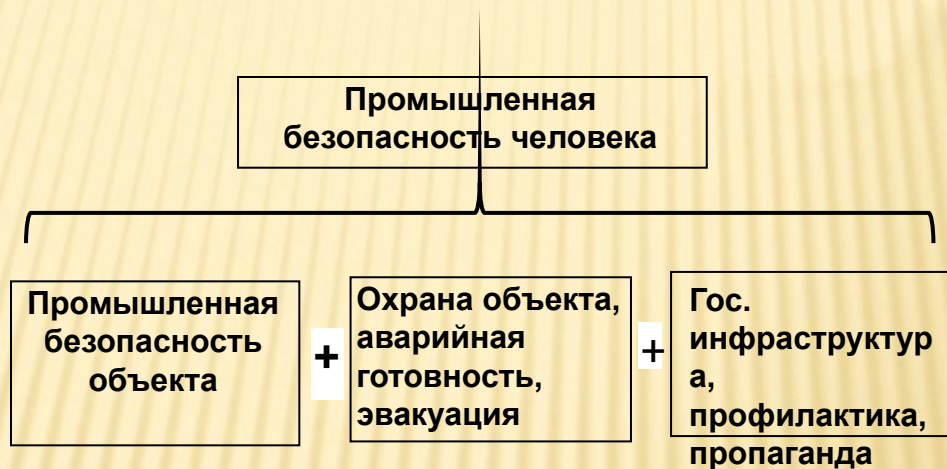 Промышленная
безопасность человека
Промышленная
безопасность
объекта
+
Охрана объекта,
аварийная
готовность,
эвакуация
+
Гос.
инфраструктур
а,
профилактика,
пропаганда